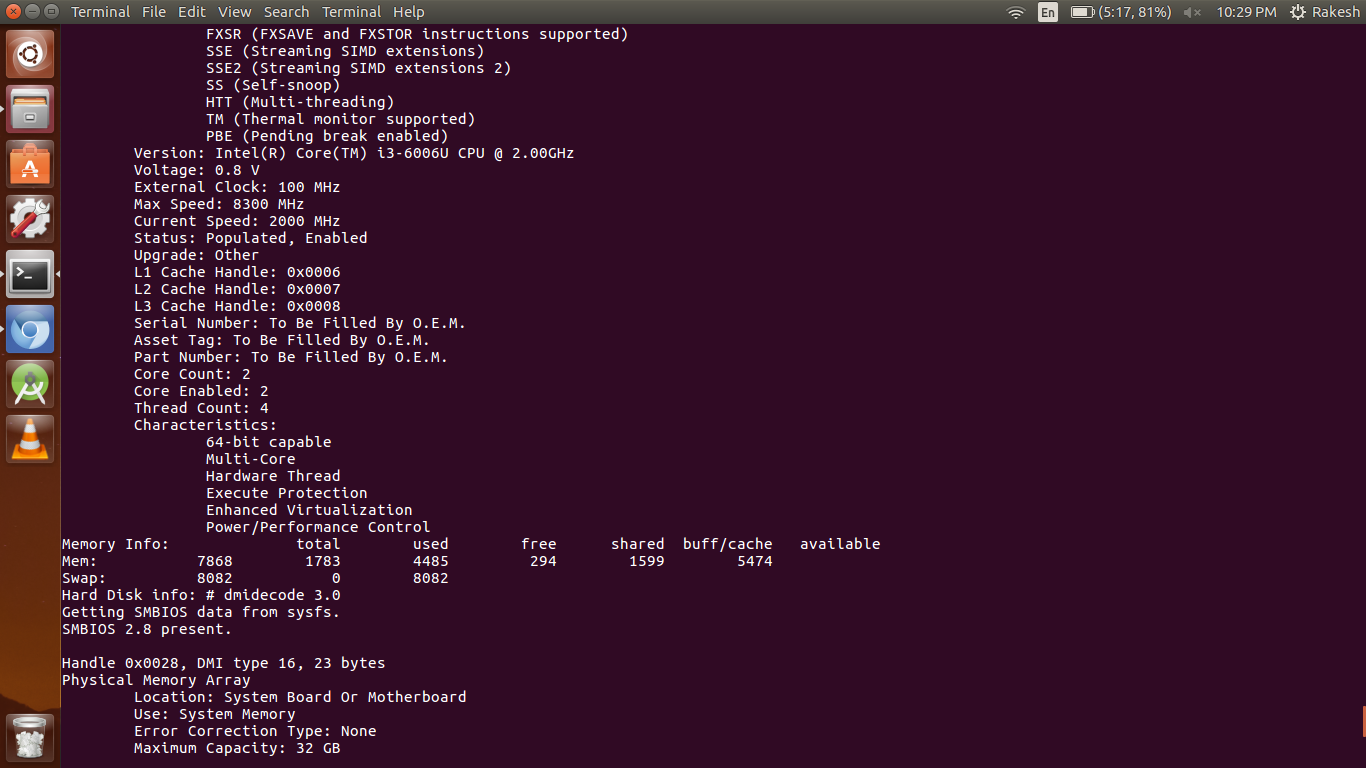 Terminal File Edit View Search Terminal Help En (5:17, 81%) 10:29 PM Rakesh
FXSR (FXSAVE and FXSTOR instructions supported)
SSE (Streaming SIMD extensions)
SSE2 (Streaming SIMD extensions 2)
SS (Self-snoop)
HTT (Multi-threading)
TM (Thermal monitor supported)
PBE (Pending break enabled)
Version: Intel(R) Core(TM) i3-6006U CPU @ 2.00GHz
Voltage: 0.8 V
External Clock: 100 MHz
Max Speed: 8300 MHz
Current Speed: 2000 MHz
Status: Populated, Enabled
Upgrade: Other
L1 Cache Handle: 0x0006
L2 Cache Handle: 0x0007
L3 Cache Handle: 0x0008
Serial Number: To Be Filled By O.E.M.
Asset Tag: To Be Filled By O.E.M.
Part Number: To Be Filled By O.E.M.
Core Count: 2
Core Enabled: 2
Thread Count: 4
Characteristics:
64-bit capable
Multi-Core
Hardware Thread
Execute Protection
Enhanced Virtualization
Power/Performance Control
Memory Info: total used free shared buff/cache available
Mem: 7868 1783 4485 294 1599 5474
Swap: 8082 0 8082
Hard Disk info: # dmidecode 3.0
Getting SMBIOS data from sysfs.
SMBIOS 2.8 present.
Handle 0x0028, DMI type 16, 23 bytes
Physical Memory Array
Location: System Board Or Motherboard
Use: System Memory
Error Correction Type: None
Maximum Capacity: 32 GB